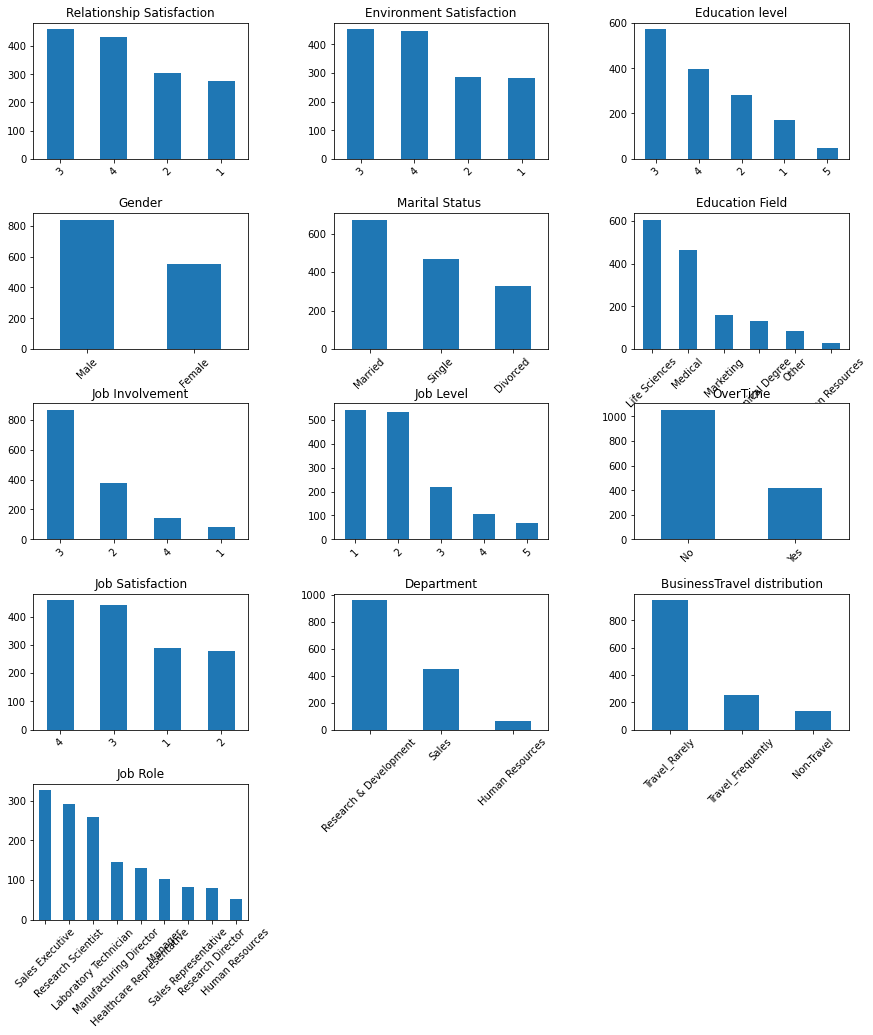 Relationship Satisfaction
400
300
200
100
0
3 4 2 1
Environment Satisfaction
400
300
200
100
0
3 4 2 1
Education level
600
400
200
0
3 4 2 1 5
Gender
800
600
400
200
0
Male Female
Marital Status
600
400
200
0
Married Single Divorced
Education Field
600
400
200
0
Life Sciences Medical Marketing Degree Other Resources
Job Involvement
800
600
400
200
0
3 2 4 1
Job Level
500
400
300
200
100
0
1 2 3 4 5
OverTime
1000
800
600
400
200
0
No Yes
Job Satisfaction
400
300
200
100
0
4 3 1 2
Department
1000
800
600
400
200
0
Research & Development Sales Human Resources
BusinessTravel distribution
800
600
400
200
0
Travel_Rarely Travel_Frequently Non-Travel
Job Role
300
200
100
0
Sales Executive
Research Scientist
Laboratory Technician
Manufacturing Director
Healthcare Representative
Manager
Sales Representative
Research Director
Human Resources